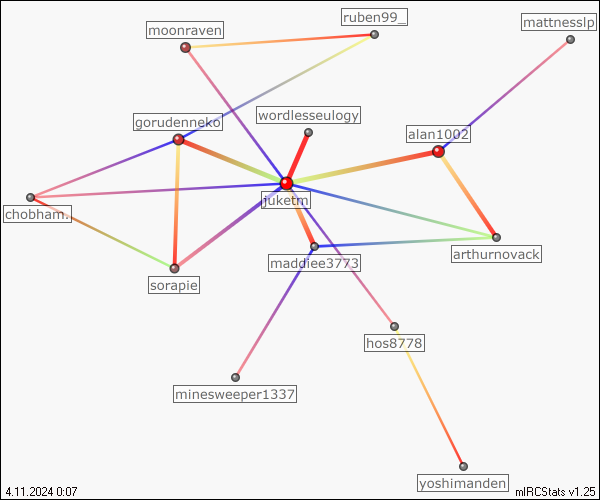 ruben99_
mattnesslp
moonraven
wordlesseulogy
gorudenneko
alan1002
juketm
chobham.
maddiee3773
arthurnovack
sorapie
hos8778
minesweeper1337
yoshimanden
4.11.2024 0:07
mIRCStats v1.25